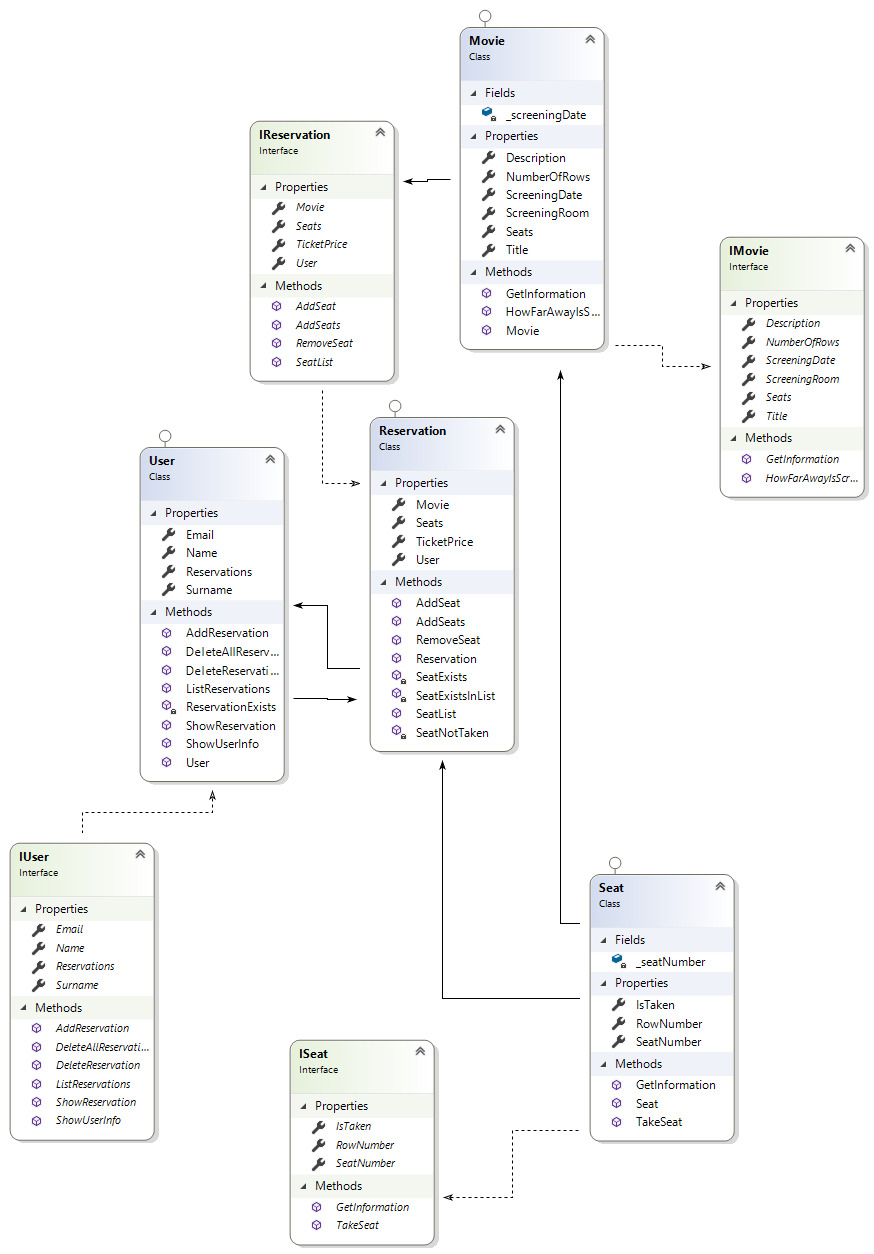 Movie
Class
Fields
_screeningDate
Properties
Description
NumberOfRows
ScreeningDate
ScreeningRoom
Seats
Title
Methods
GetInformation
HowFarAwayIsS...
Movie
IReservation
Interface
Properties
Movie
Seats
TicketPrice
User
Methods
AddSeat
AddSeats
RemoveSeat
SeatList
IMovie
Interface
Properties
Description
NumberOfRows
ScreeningDate
ScreeningRoom
Seats
Title
Methods
GetInformation
HowFarAwayIsScr...
Reservation
Class
Properties
Movie
Seats
TicketPrice
User
Methods
AddSeat
AddSeats
RemoveSeat
Reservation
SeatExists
SeatExistsInList
SeatList
SeatNotTaken
User
Class
Properties
Email
Name
Reservations
Surname
Methods
AddReservation
DeleteAllReserv...
DeleteReservati...
ListReservations
ReservationExists
ShowReservation
ShowUserInfo
User
IUser
Interface
Properties
Email
Name
Reservations
Surname
Methods
AddReservation
DeleteAllReservati...
DeleteReservation
ListReservations
ShowReservation
ShowUserInfo
Seat
Class
Fields
_seatNumber
Properties
IsTaken
RowNumber
SeatNumber
Methods
GetInformation
Seat
TakeSeat
ISeat
Interface
Properties
IsTaken
RowNumber
SeatNumber
Methods
GetInformation
TakeSeat